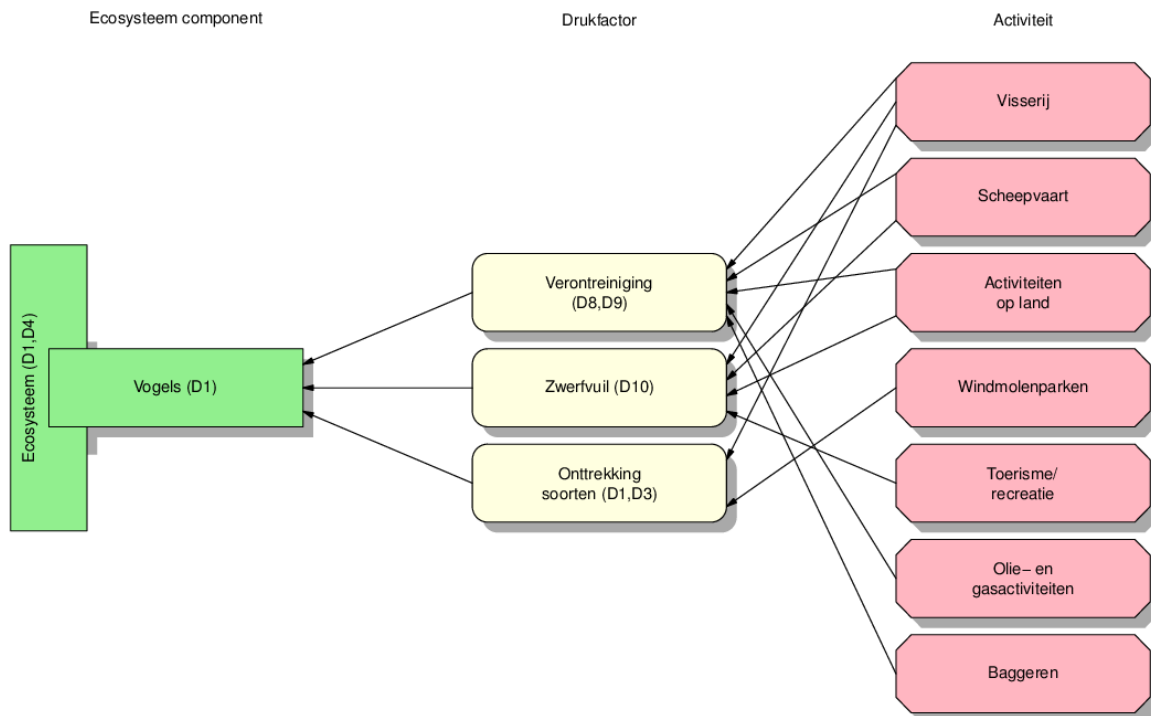 Ecosysteem component
Drukfactor
Activiteit
Ecosysteem (D1,D4)
Vogels (D1)
Verontreiniging
(D8,D9)
Zwerfvuil (D10)
Onttrekking
soorten (D1,D3)
Visserij
Scheepvaart
Activiteiten
op land
Windmolenparken
Toerisme/
recreatie
Olie− en
gasactiviteiten
Baggeren